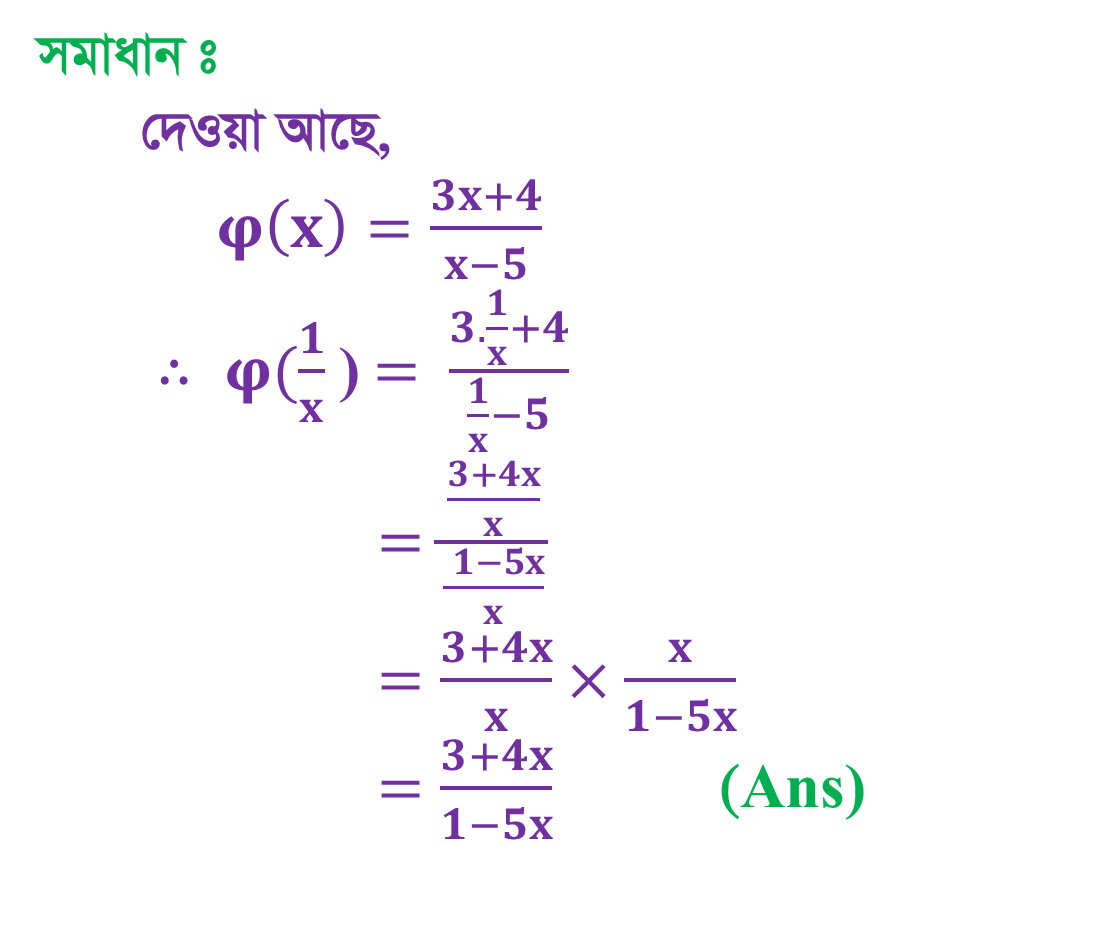 সমাধান ঃ
দেওয়া আছে,
φ(x) = (3x+4)/(x−5)
∴ φ(1/x) = (3.1/x+4)/(1/x−5)
= ((3+4x)/x)/((1−5x)/x)
= (3+4x)/x × x/(1−5x)
= (3+4x)/(1−5x) (Ans)